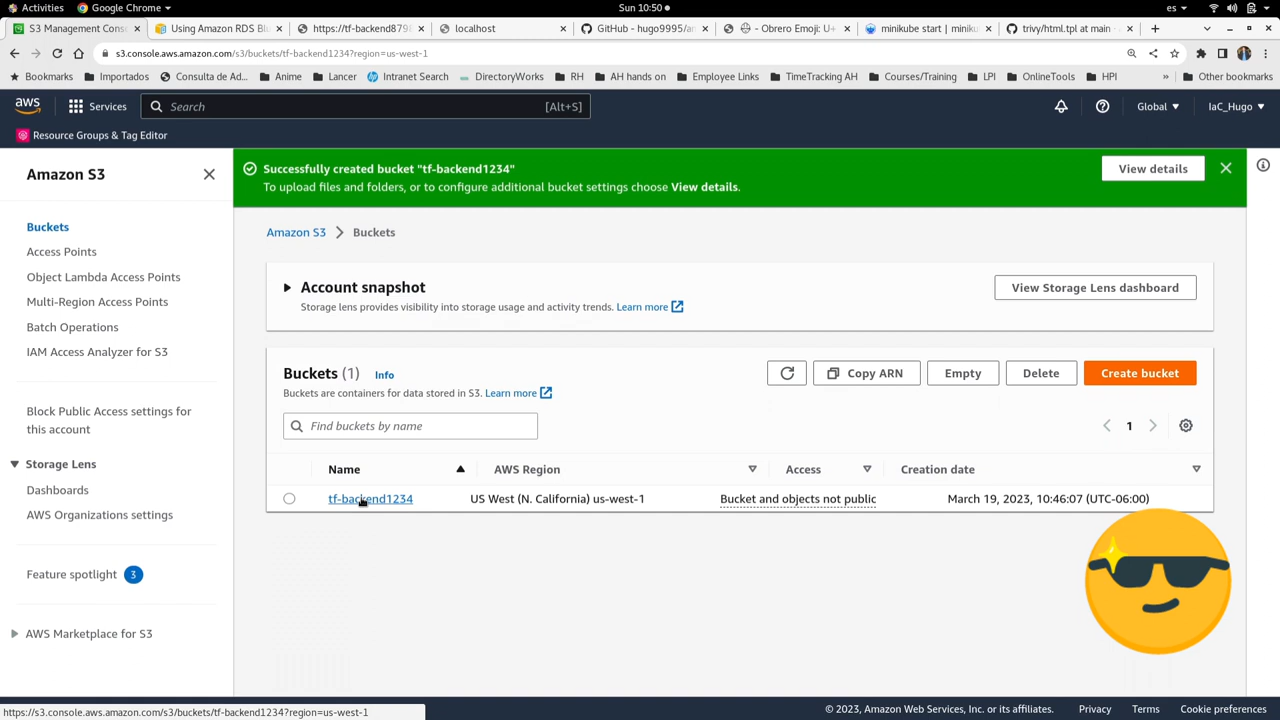 Activities Google Chrome Sun 10:50 es
S3 Management Cons Using Amazon RDS Blu https://tf-backend879 localhost GitHub - hugo9995/an - Obrero Emoji: U+ minikube start | minik trivy/html.tpl at main
s3.console.aws.amazon.com/s3/buckets/tf-backend1234?region=us-west-1
Bookmarks Importados Consulta de Ad... Anime Lancer Intranet Search DirectoryWorks RH AH hands on Employee Links TimeTracking AH Courses/Training LPI OnlineTools HPI » Other bookmarks
aws Services Search [Alt+S] Global IaC_Hugo
Resource Groups & Tag Editor
Amazon S3
Buckets
Access Points
Object Lambda Access Points
Multi-Region Access Points
Batch Operations
IAM Access Analyzer for S3
Block Public Access settings for
this account
Storage Lens
Dashboards
AWS Organizations settings
Feature spotlight 3
AWS Marketplace for S3
Successfully created bucket "tf-backend1234"
To upload files and folders, or to configure additional bucket settings choose View details.
View details
Amazon S3 Buckets
Account snapshot
Storage lens provides visibility into storage usage and activity trends. Learn more
View Storage Lens dashboard
Buckets (1) Info
Buckets are containers for data stored in S3. Learn more
Copy ARN Empty Delete Create bucket
Find buckets by name
1
Name AWS Region Access Creation date
tf-backend1234 US West (N. California) us-west-1 Bucket and objects not public March 19, 2023, 10:46:07 (UTC-06:00)
https://s3.console.aws.amazon.com/s3/buckets/tf-backend1234?region=us-west-1
© 2023, Amazon Web Services, Inc. or its affiliates. Privacy Terms Cookie preferences